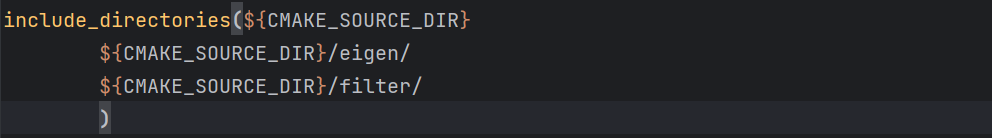 include_directories(${CMAKE_SOURCE_DIR}
${CMAKE_SOURCE_DIR}/eigen/
${CMAKE_SOURCE_DIR}/filter/
)